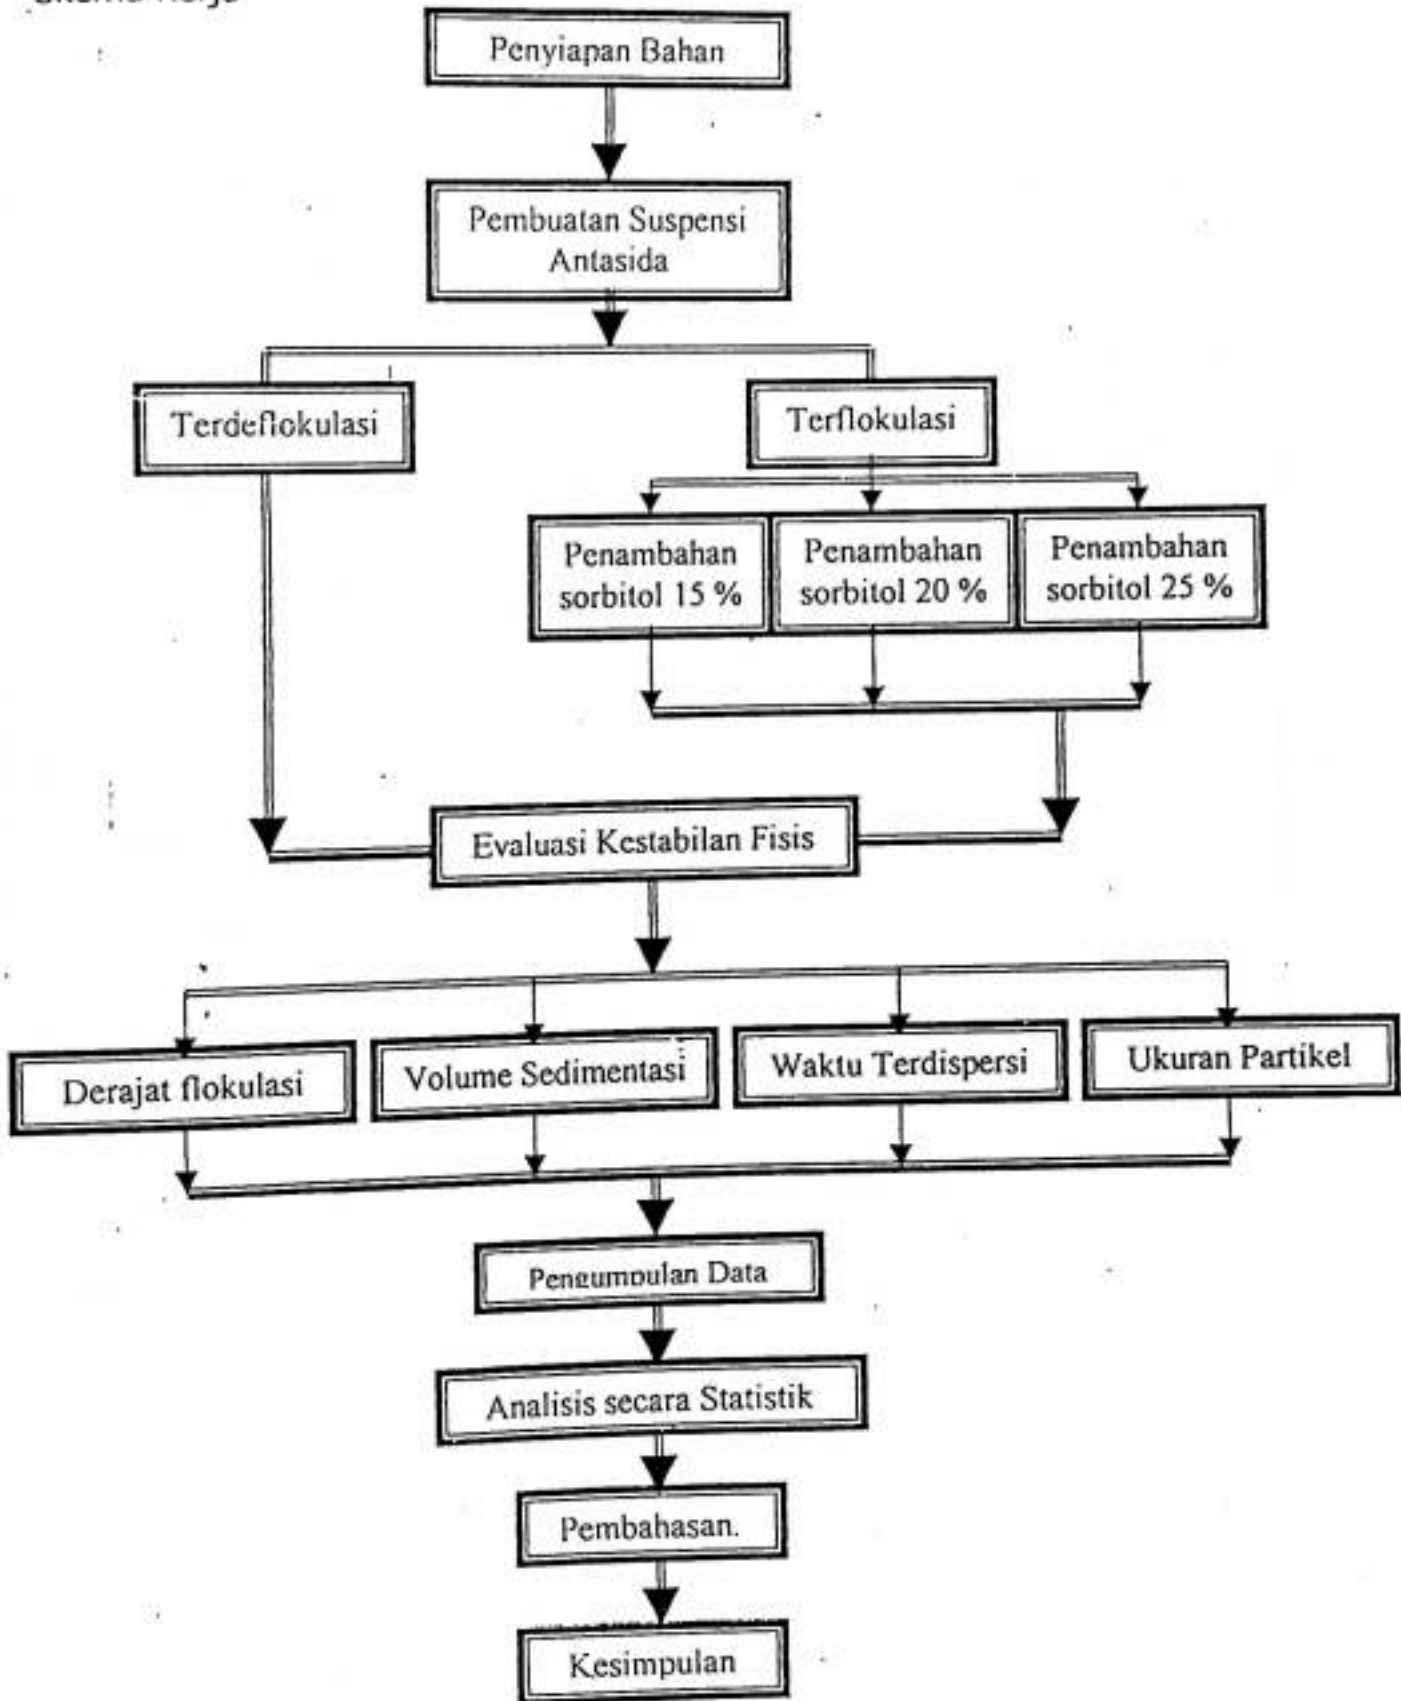 Penyiapan Bahan
Pembuatan Suspensi
Antasida
Terdeflokulasi
Terflokulasi
Penambahan
sorbitol 15 %
Penambahan
sorbitol 20 %
Penambahan
sorbitol 25 %
Evaluasi Kestabilan Fisis
Derajat flokulasi
Volume Sedimentasi
Waktu Terdispersi
Ukuran Partikel
Pengumpulan Data
Analisis secara Statistik
Pembahasan.
Kesimpulan